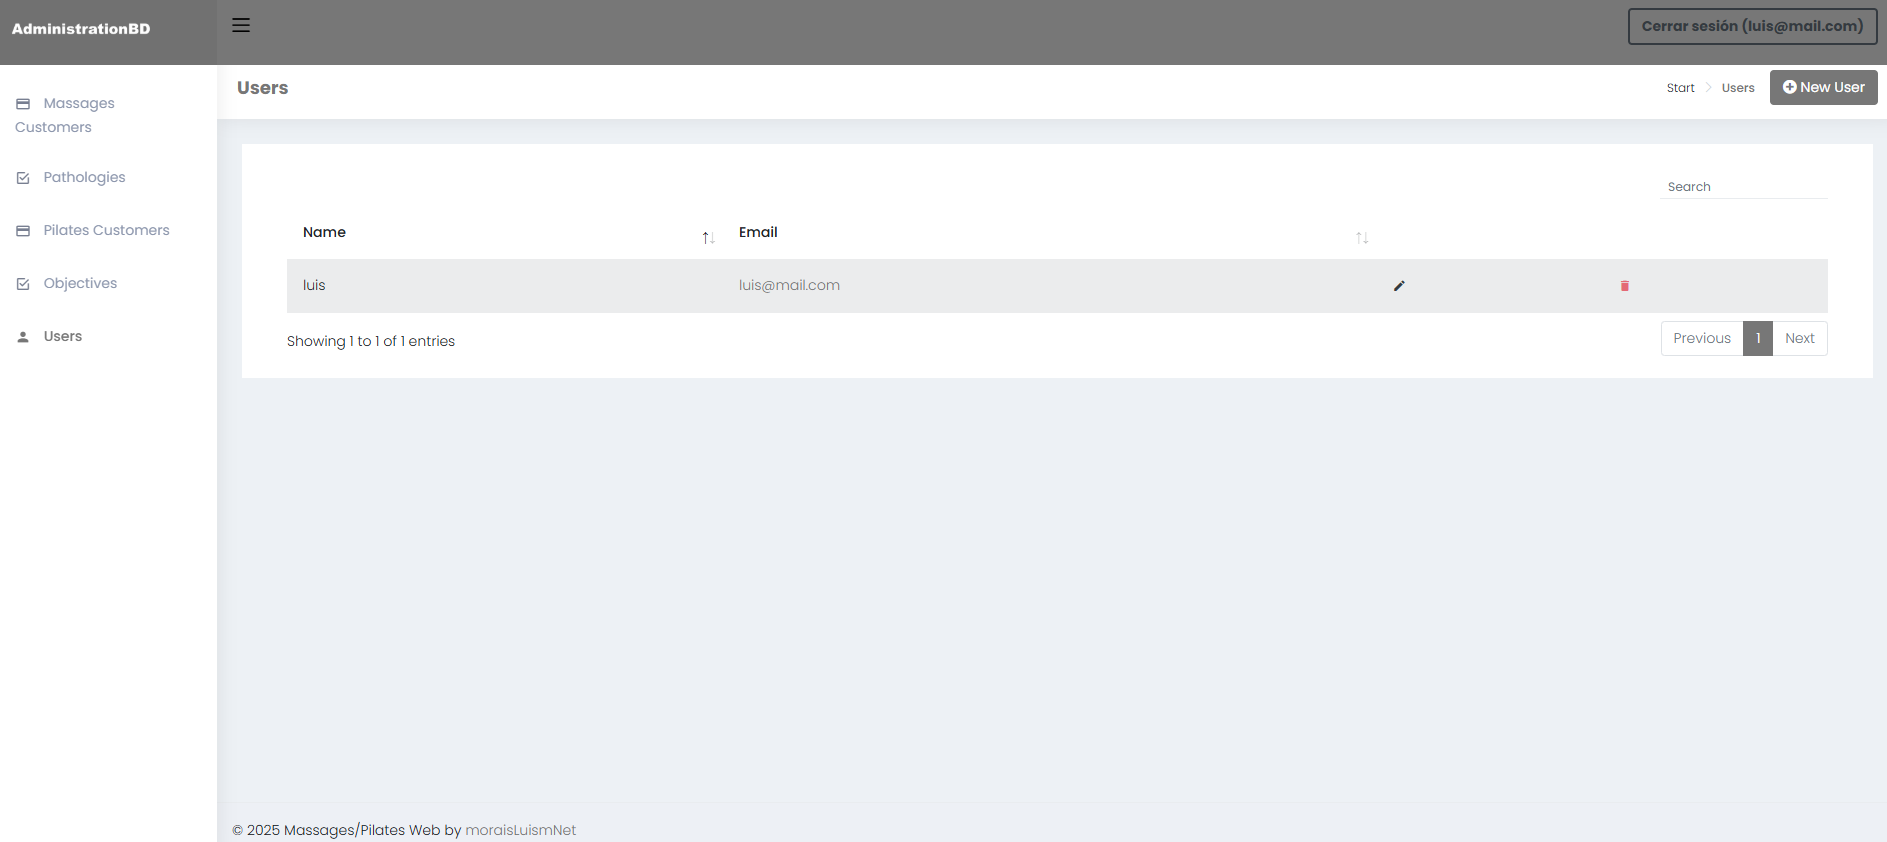 AdministrationBD
Cerrar sesión (luis@mail.com)
Massages
Customers
Pathologies
Pilates Customers
Objectives
Users
Users
Start
Users
New User
Search
Name
Email
luis
luis@mail.com
Showing 1 to 1 of 1 entries
Previous
1
Next
© 2025 Massages/Pilates Web by moraisLuismNet